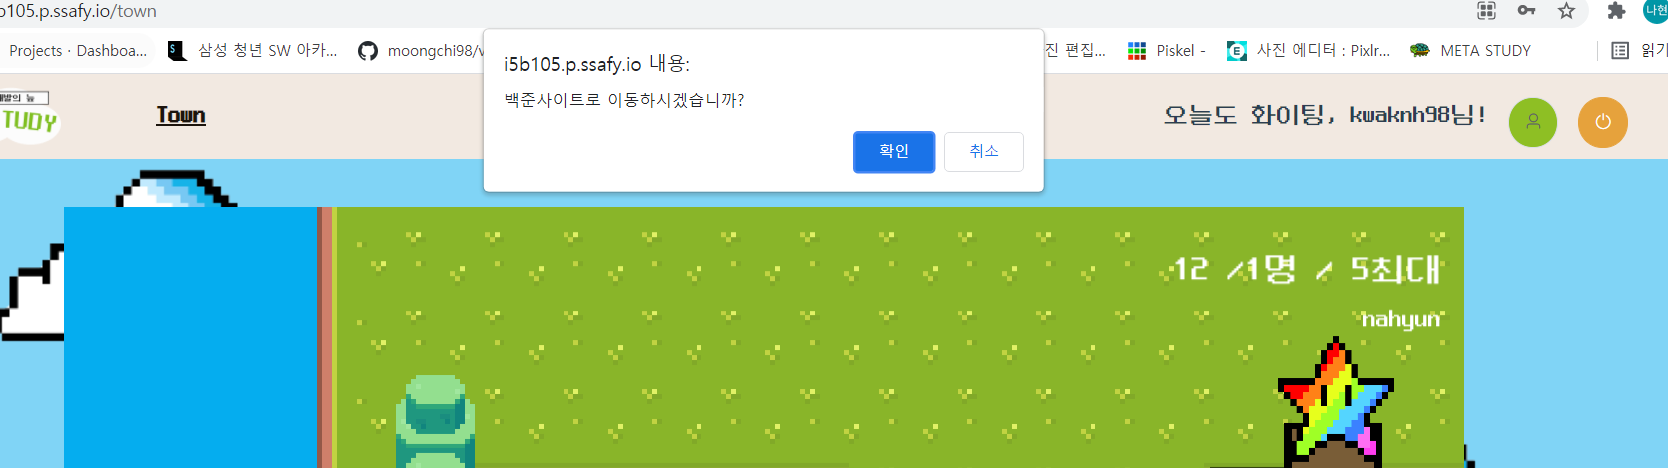 b105.p.ssafy.io/town
나현
Projects · Dashboa...
삼성 청년 SW 아카...
moongchi98/v
진 편집...
Piskel -
사진 에디터 : Pixlr...
META STUDY
읽기
i5b105.p.ssafy.io 내용:
백준사이트로 이동하시겠습니까?
확인
취소
TUDY
Town
오늘도 화이팅, kwaknh98님!
12 /1명 / 5최대
nahyun